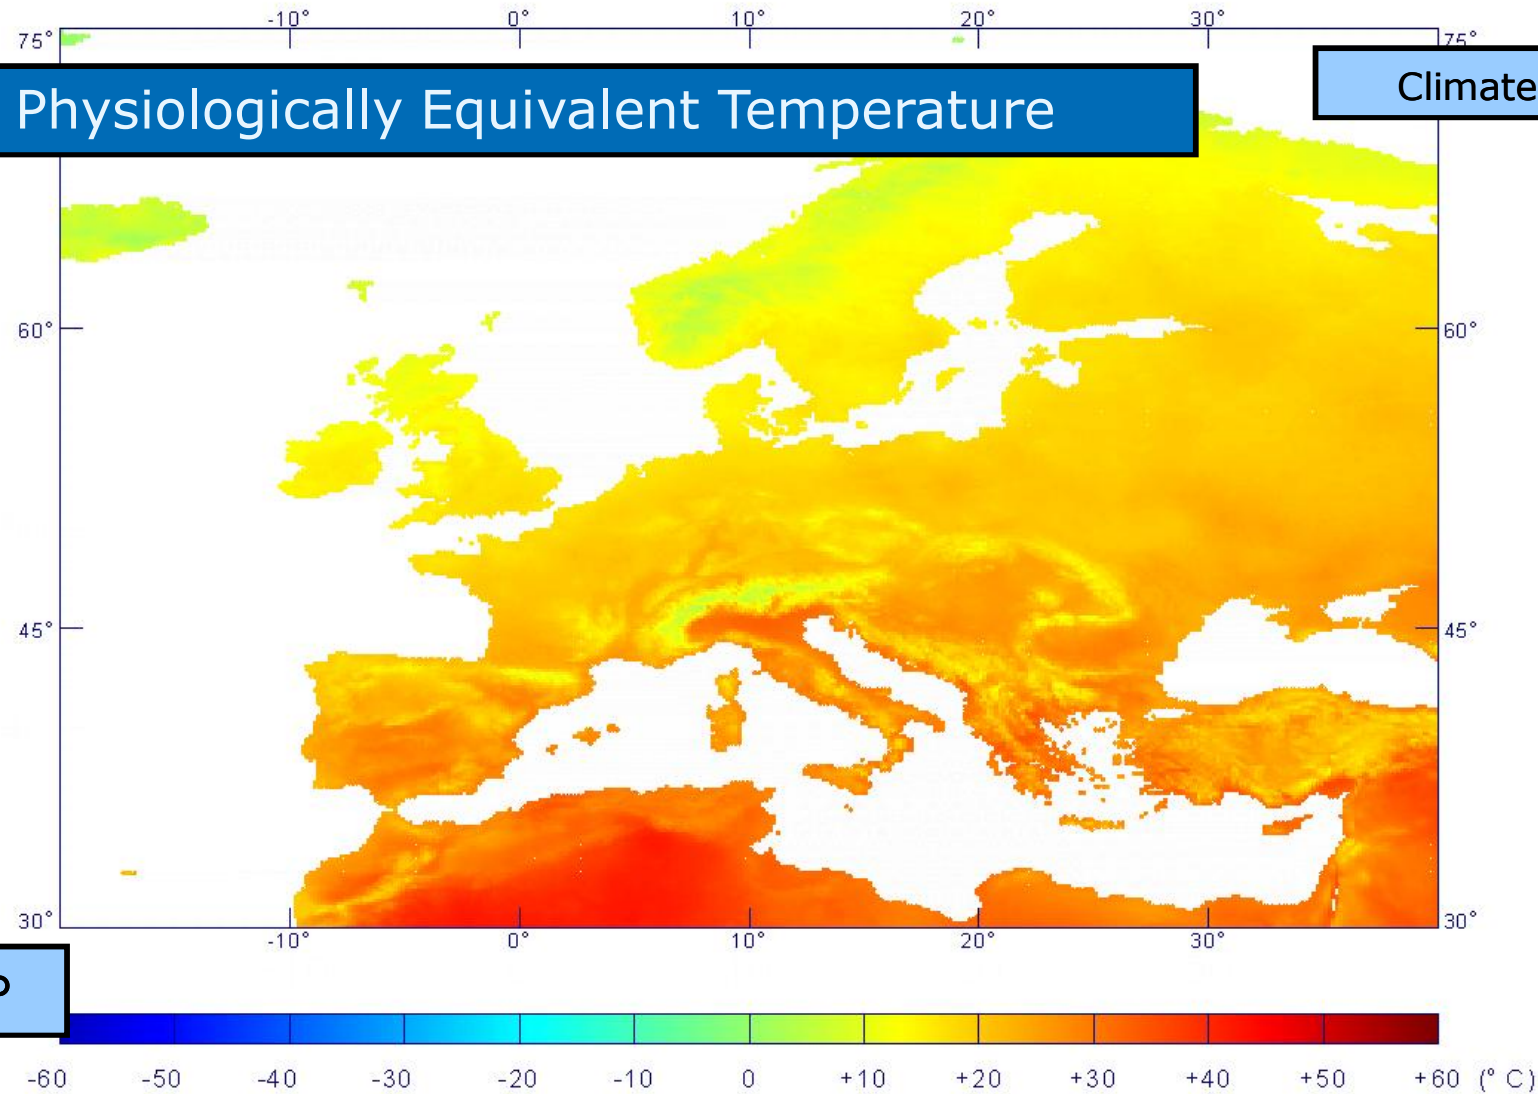 -10° 0° 10° 20° 30°
75° 75°
Climate
Physiologically Equivalent Temperature
60° 60°
45° 45°
30° 30°
-10° 0° 10° 20° 30°
-60 -50 -40 -30 -20 -10 0 +10 +20 +30 +40 +50 +60 (° C)